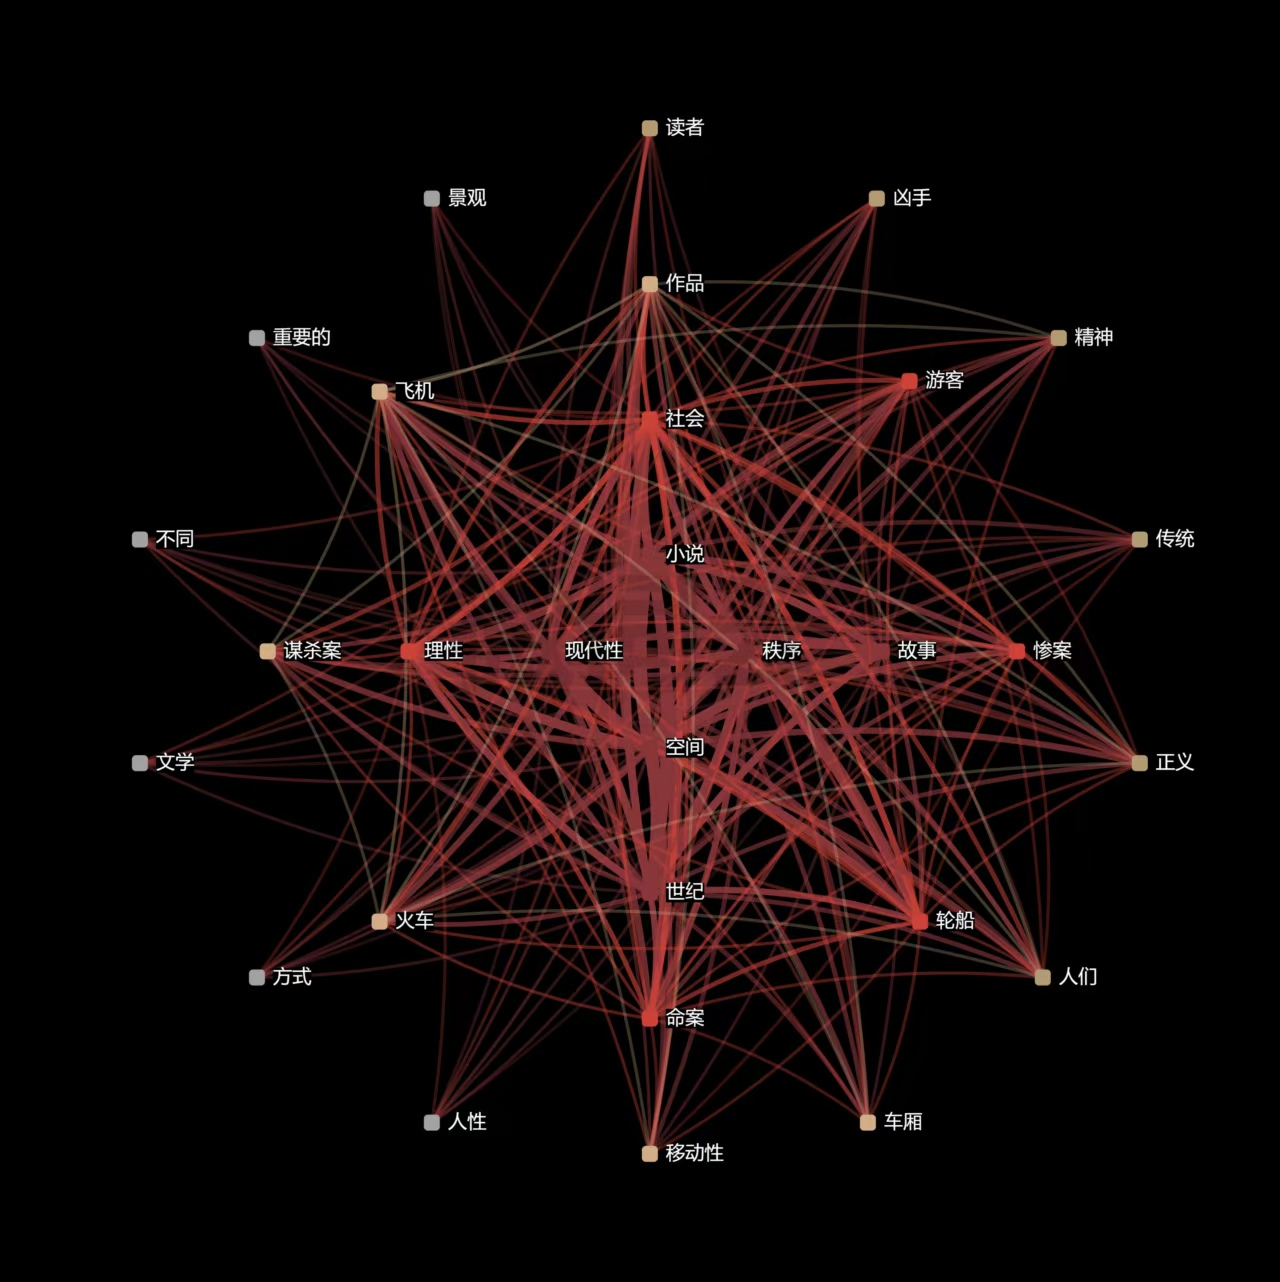 读者
景观
凶手
作品
重要的
精神
游客
飞机
社会
不同
传统
小说
谋杀案
理性
现代性
秩序
故事
惨案
空间
文学
正义
世纪
火车
轮船
方式
人们
命案
人性
车厢
移动性